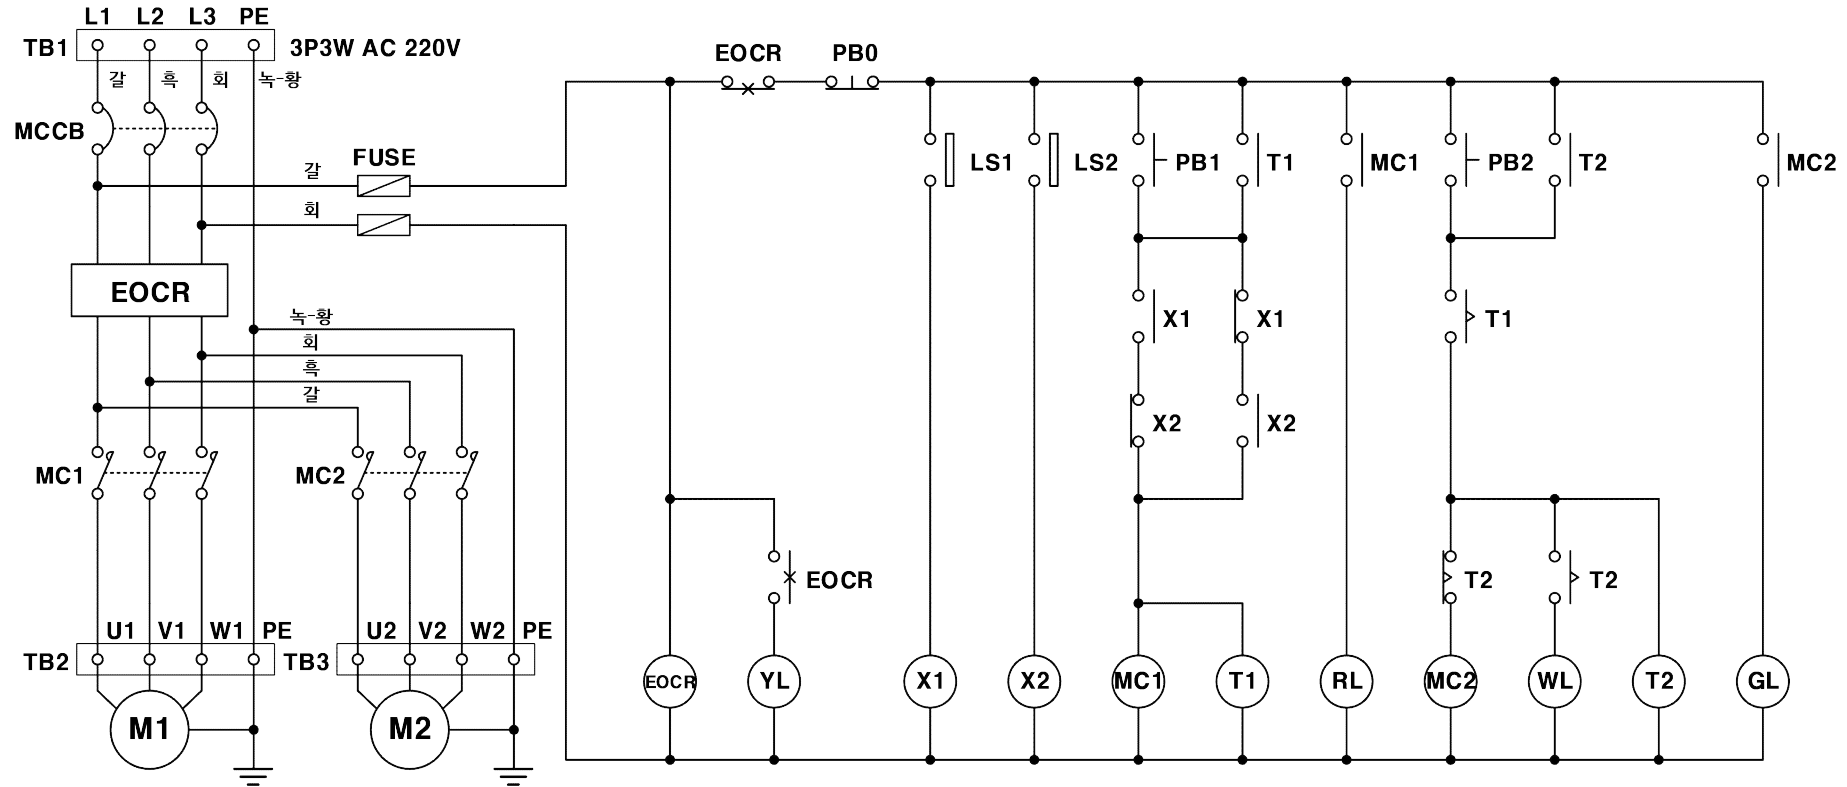 L1 L2 L3 PE
TB1 3P3W AC 220V
갈 흑 회 녹-황
EOCR PB0
MCCB
FUSE
갈
회
LS1 LS2 PB1 T1 MC1 PB2 T2 MC2
EOCR
녹-황
회
흑
갈
X1 X1 T1
X2 X2
MC1 MC2
EOCR T2 T2
U1 V1 W1 PE U2 V2 W2 PE
TB2 TB3
EOCR YL X1 X2 MC1 T1 RL MC2 WL T2 GL
M1 M2